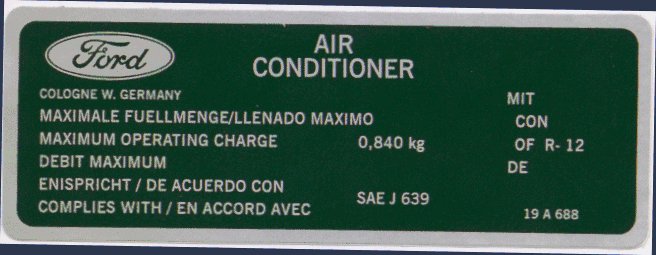 Ford
AIR
CONDITIONER
COLOGNE W. GERMANY
MAXIMALE FUELLMENGE/LLENADO MAXIMO
MAXIMUM OPERATING CHARGE 0,840 kg
DEBIT MAXIMUM
MIT
CON
OF R- 12
DE
ENISPRICHT / DE ACUERDO CON
COMPLIES WITH / EN ACCORD AVEC
SAE J 639
19 A 688